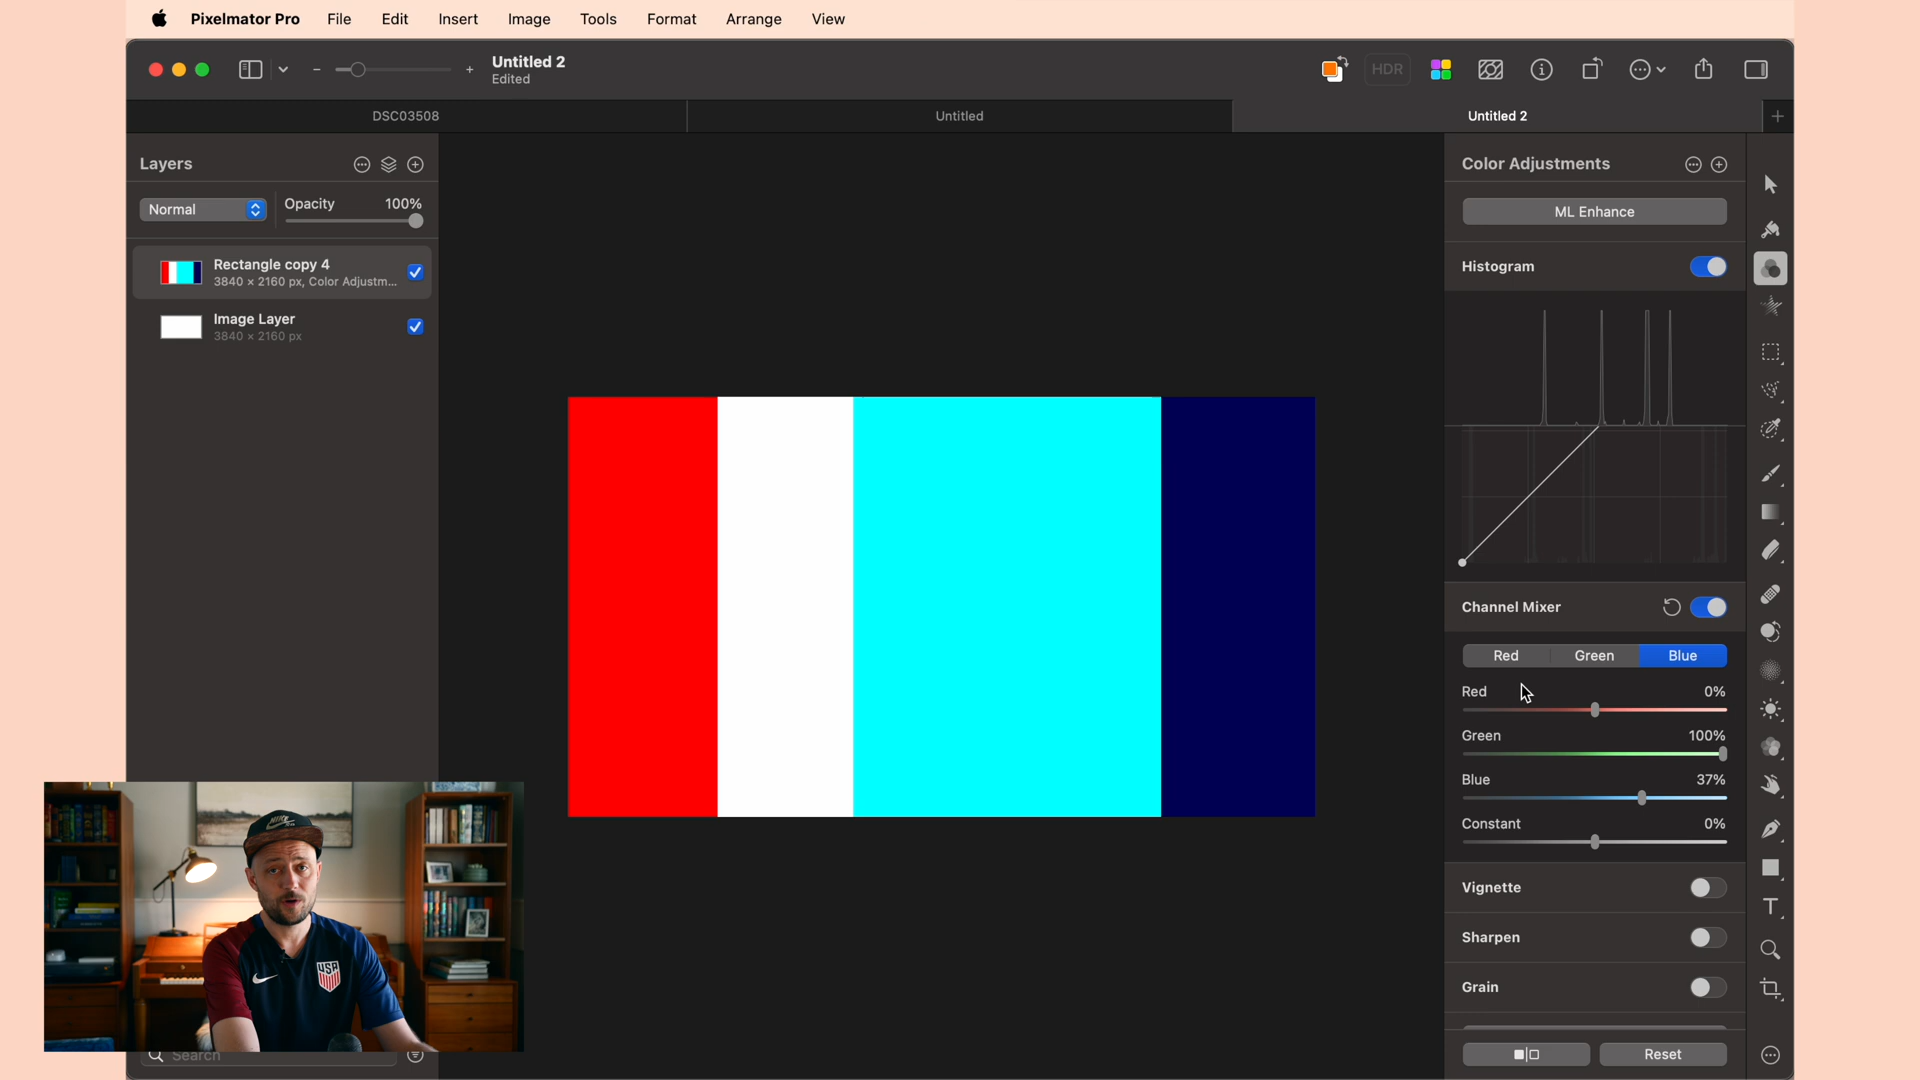 Pixelmator Pro File Edit Insert Image Tools Format Arrange View
Untitled 2
Edited
HDR
DSC03508 Untitled Untitled 2
Layers
Normal
Opacity 100%
Rectangle copy 4
3840 × 2160 px, Color Adjustm...
Image Layer
3840 × 2160 px
Search
NIKE
USA
Color Adjustments
ML Enhance
Histogram
Channel Mixer
Red Green Blue
Red 0%
Green 100%
Blue 37%
Constant 0%
Vignette
Sharpen
Grain
Reset